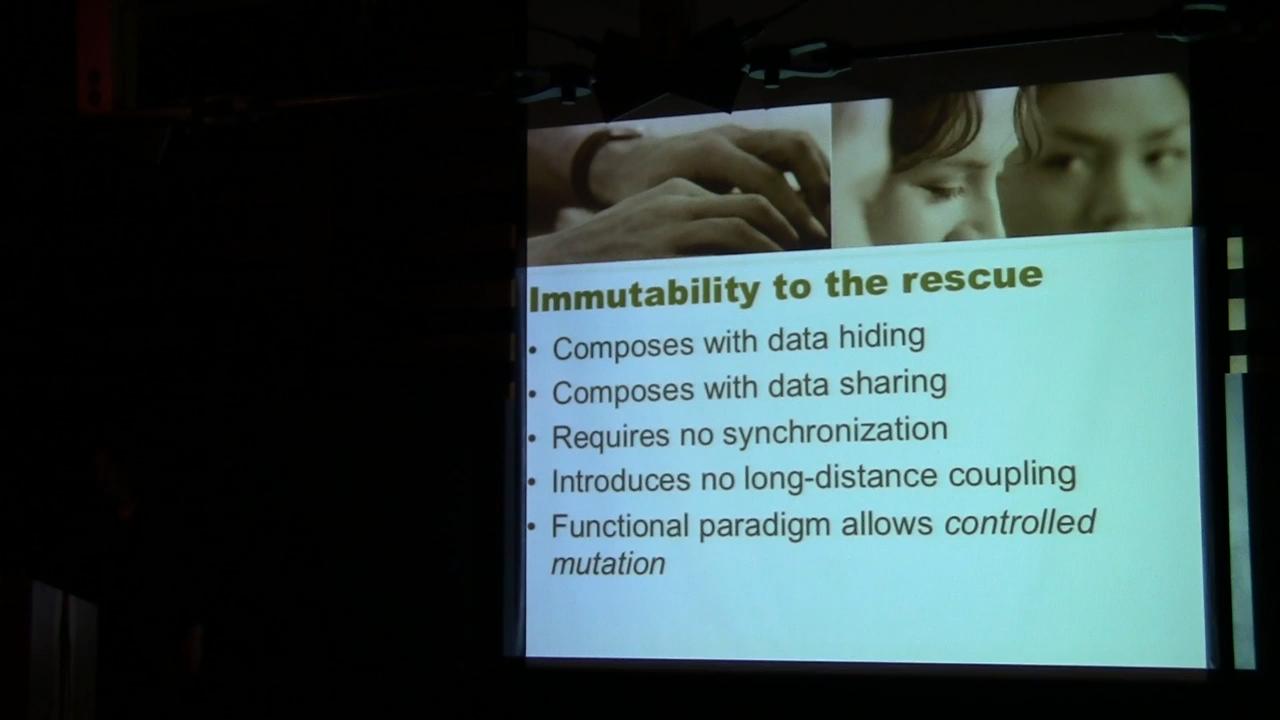 Immutability to the rescue
• Composes with data hiding
• Composes with data sharing
• Requires no synchronization
• Introduces no long-distance coupling
• Functional paradigm allows controlled
mutation